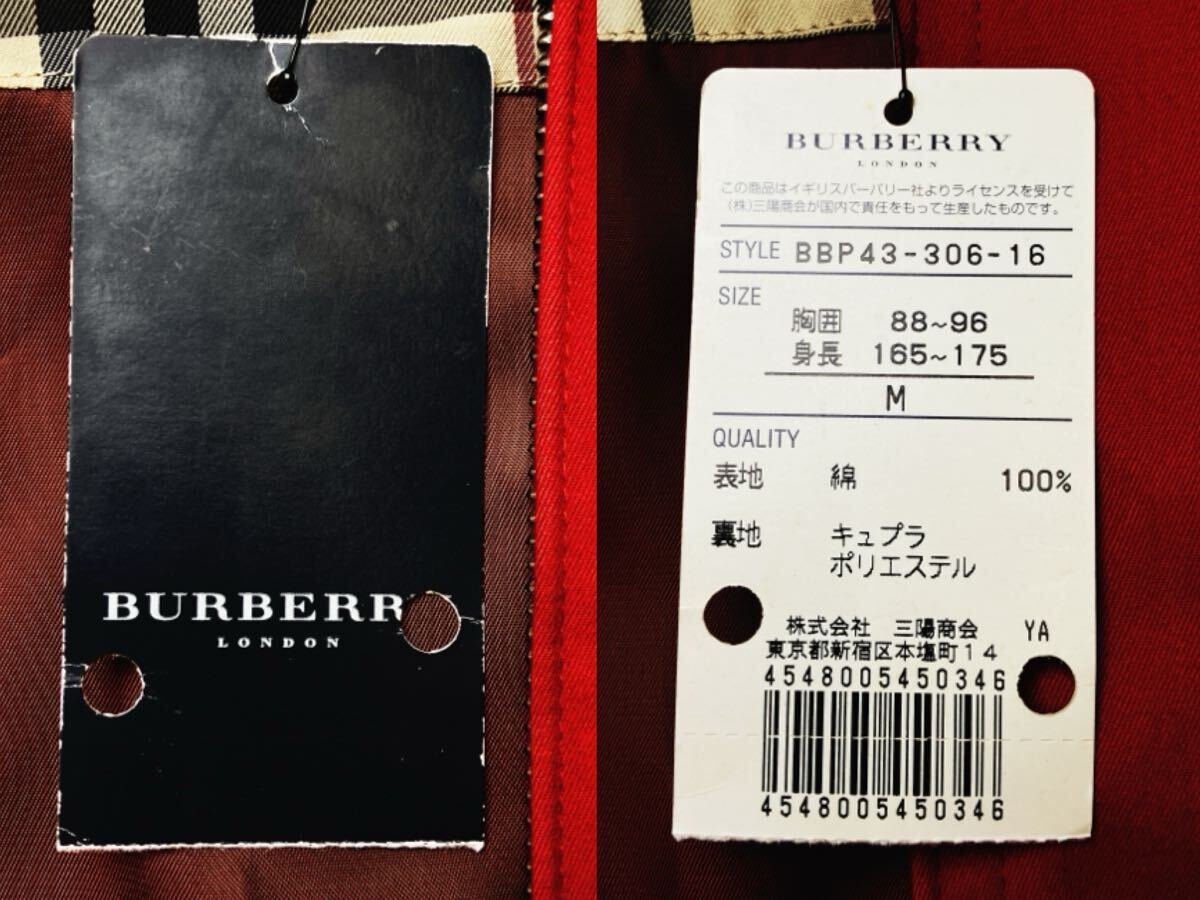 BURBERR
LONDON
BURBERRY
LONDON
この商品はイギリスバーバリー社よりライセンスを受けて
(株)三陽商会が国内で責任をもって生産したものです。
STYLE BBP43-306-16
SIZE
胸囲 88~96
身長 165~175
M
QUALITY
表地 綿 100%
裏地 キュプラ
ポリエステル
株式会社 三陽商会 YA
東京都新宿区本塩町14
4548005450346
4548005450346